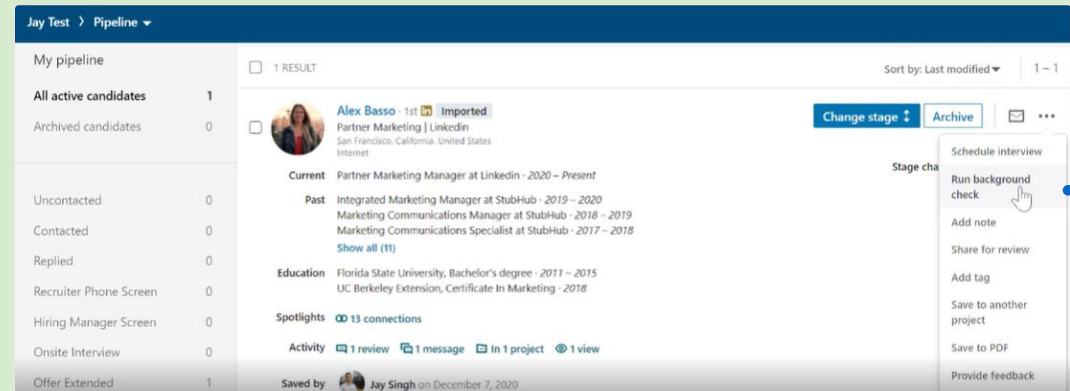 Jay Test > Pipeline
My pipeline
All active candidates 1
Archived candidates 0
Uncontacted 0
Contacted 0
Replied 0
Recruiter Phone Screen 0
Hiring Manager Screen 0
Onsite Interview 0
Offer Extended 1
1 RESULT
Sort by: Last modified
1 – 1
Alex Basso · 1st in Imported
Partner Marketing | Linkedin
San Francisco, California, United States
Internet
Change stage
Archive
Stage cha
Current Partner Marketing Manager at Linkedin · 2020 – Present
Past Integrated Marketing Manager at StubHub · 2019 – 2020
Marketing Communications Manager at StubHub · 2018 – 2019
Marketing Communications Specialist at StubHub · 2017 – 2018
Show all (11)
Education Florida State University, Bachelor's degree · 2011 – 2015
UC Berkeley Extension, Certificate In Marketing · 2018
Spotlights 13 connections
Activity 1 review 1 message In 1 project 1 view
Saved by Jay Singh on December 7, 2020
Schedule interview
Run background
check
Add note
Share for review
Add tag
Save to another
project
Save to PDF
Provide feedback